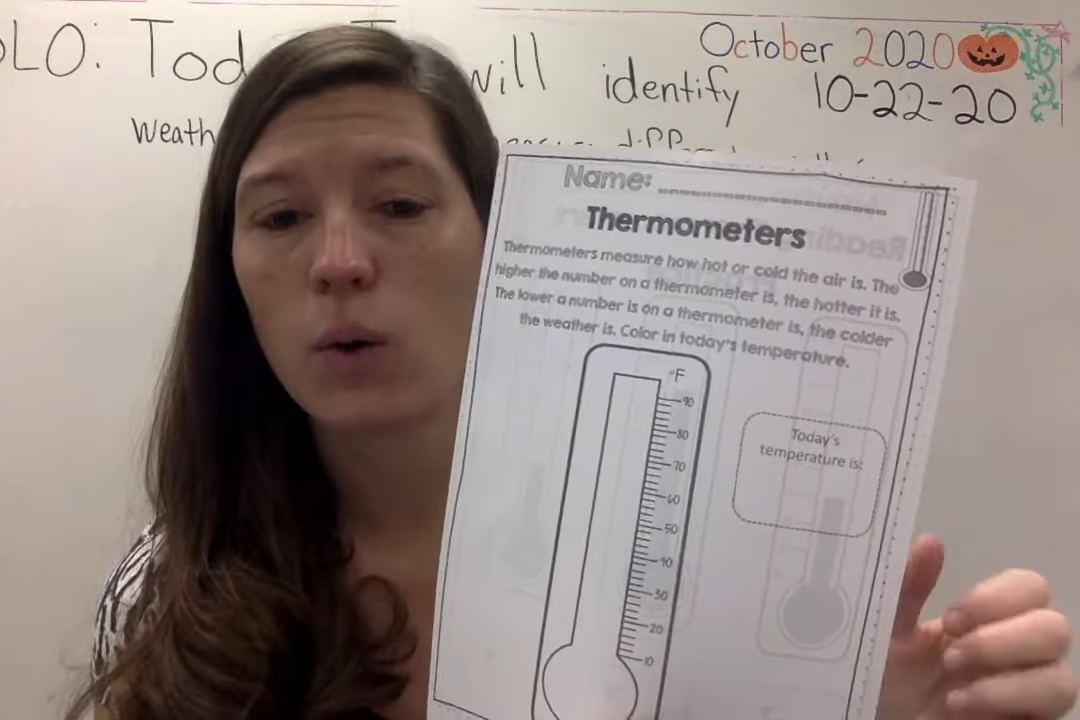 OLO: Tod will identify
October 2020
10-22-20
Weath
Name:
Thermometers
Thermometers measure how hot or cold the air is. The
higher the number on a thermometer is, the hotter it is.
The lower a number is on a thermometer is, the colder
the weather is. Color in today's temperature.
°F
90
80
70
60
50
40
30
20
10
Today's
temperature is: